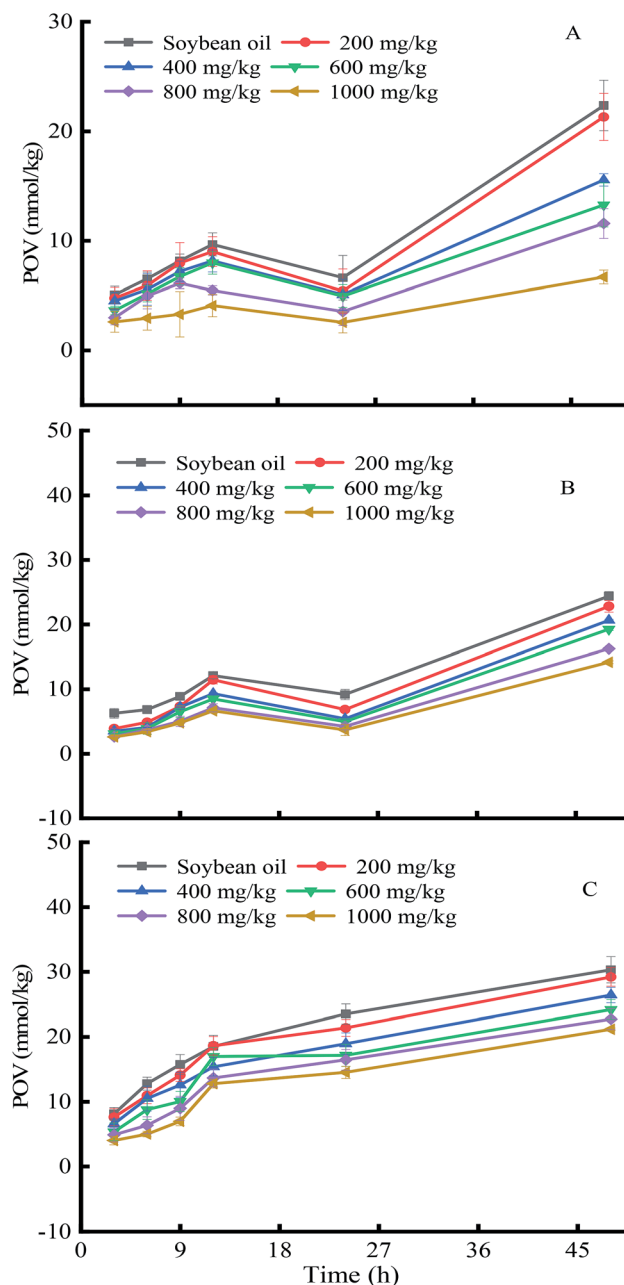 30
A
Soybean oil 200 mg/kg
400 mg/kg 600 mg/kg
800 mg/kg 1000 mg/kg
20
POV (mmol/kg)
10
0
50
Soybean oil 200 mg/kg
400 mg/kg 600 mg/kg
B
800 mg/kg 1000 mg/kg
40
30
POV (mmol/kg)
20
10
0
-10
50
Soybean oil 200 mg/kg
400 mg/kg 600 mg/kg
C
800 mg/kg 1000 mg/kg
40
30
POV (mmol/kg)
20
10
0
-10
0 9 18 27 36 45
Time (h)